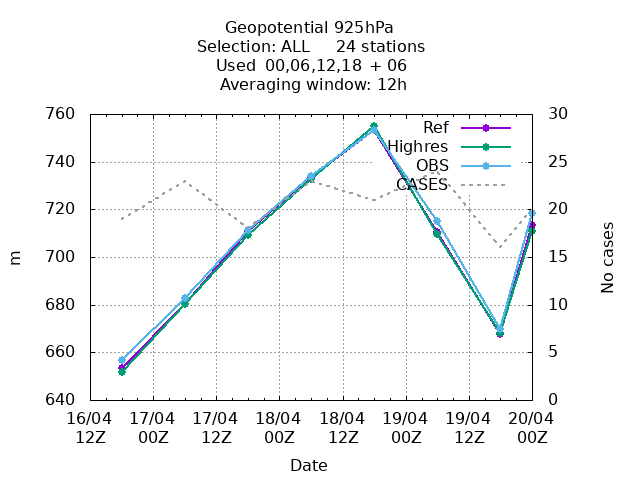 Geopotential 925hPa
Selection: ALL 24 stations
Used 00,06,12,18 + 06
Averaging window: 12h
760 30
Ref
Highres
740 25
OBS
CASES
720 20
700 15
m
No cases
680 10
660 5
640 0
16/04 17/04 17/04 18/04 18/04 19/04 19/04 20/04
12Z 00Z 12Z 00Z 12Z 00Z 12Z 00Z
Date